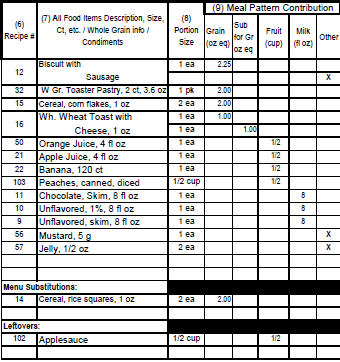 (9) Meal Pattern Contribution
(6) Recipe # (7) All Food Items Description, Size, Ct, etc. / Whole Grain info / Condiments (8) Portion Size Grain (oz eq) Sub for Gr oz eq Fruit (cup) Milk (fl oz) Other
12 Biscuit with 1 ea 2.25
Sausage 1 ea X
32 W Gr. Toaster Pastry, 2 ct, 3.6 oz 1 pk 2.00
15 Cereal, corn flakes, 1 oz 2 ea 2.00
16 Wh. Wheat Toast with 1 ea 1.00
Cheese, 1 oz 1 ea 1.00
50 Orange Juice, 4 fl oz 1 ea 1/2
21 Apple Juice, 4 fl oz 1 ea 1/2
22 Banana, 120 ct 1 ea 1/2
103 Peaches, canned, diced 1/2 cup 1/2
11 Chocolate, Skim, 8 fl oz 1 ea 8
10 Unflavored, 1%, 8 fl oz 1 ea 8
9 Unflavored, skim, 8 fl oz 1 ea 8
56 Mustard, 5 g 1 ea X
57 Jelly, 1/2 oz 2 ea X
Menu Substitutions:
14 Cereal, rice squares, 1 oz 2 ea 2.00
Leftovers:
102 Applesauce 1/2 cup 1/2